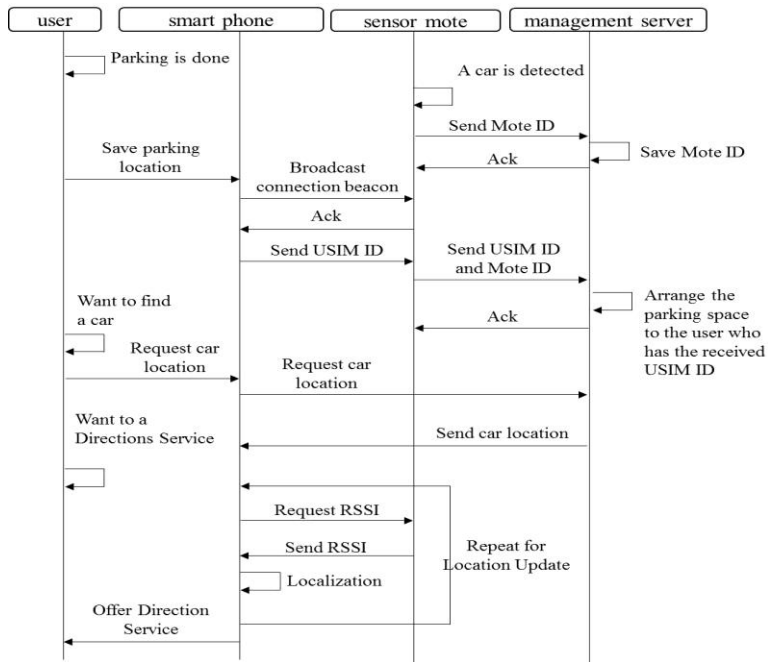 user
smart phone
sensor mote
management server
Parking is done
A car is detected
Send Mote ID
Save Mote ID
Ack
Save parking
location
Broadcast
connection beacon
Ack
Send USIM ID
Send USIM ID
and Mote ID
Arrange the
parking space
to the user who
has the received
USIM ID
Ack
Want to find
a car
Request car
location
Request car
location
Want to a
Directions Service
Send car location
Request RSSI
Send RSSI
Repeat for
Location Update
Localization
Offer Direction
Service